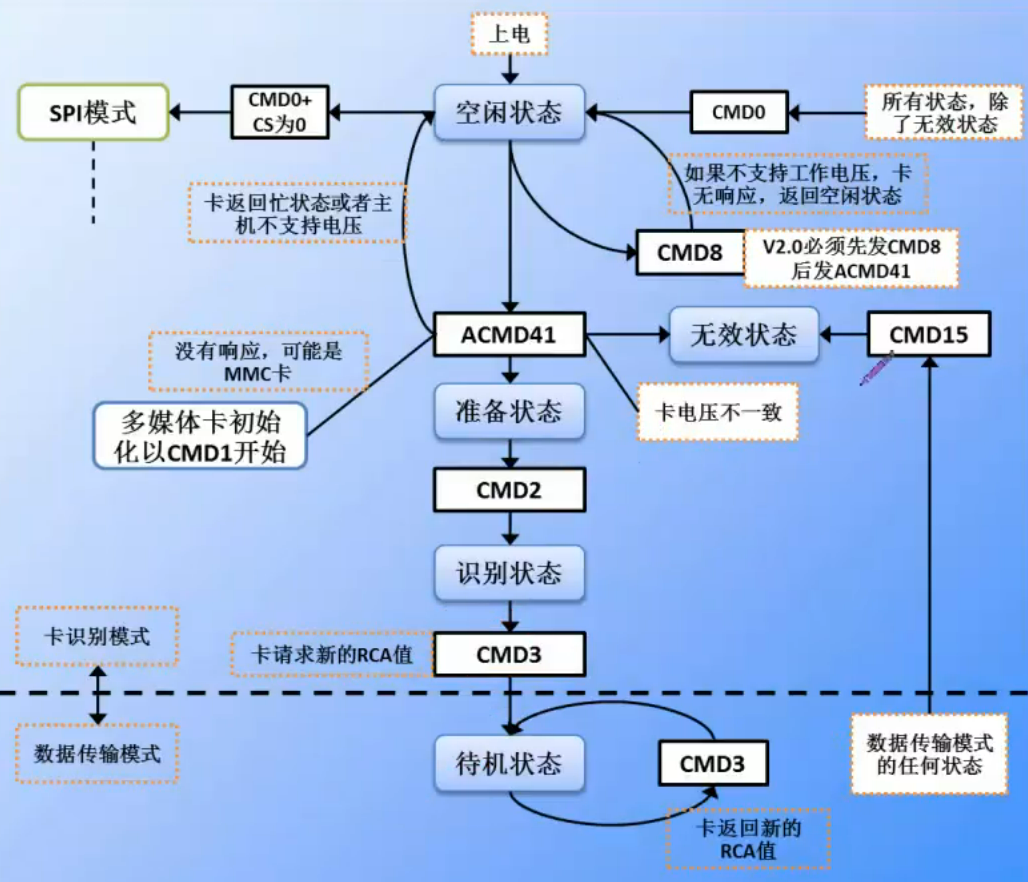 上电
SPI模式
CMD0+
CS为0
空闲状态
CMD0
所有状态，除
了无效状态
卡返回忙状态或者主
机不支持电压
如果不支持工作电压，卡
无响应，返回空闲状态
CMD8
V2.0必须先发CMD8
后发ACMD41
没有响应，可能是
MMC卡
ACMD41
无效状态
CMD15
多媒体卡初始
化以CMD1开始
准备状态
卡电压不一致
CMD2
识别状态
卡识别模式
卡请求新的RCA值
CMD3
数据传输模式
待机状态
CMD3
数据传输模式
的任何状态
卡返回新的
RCA值